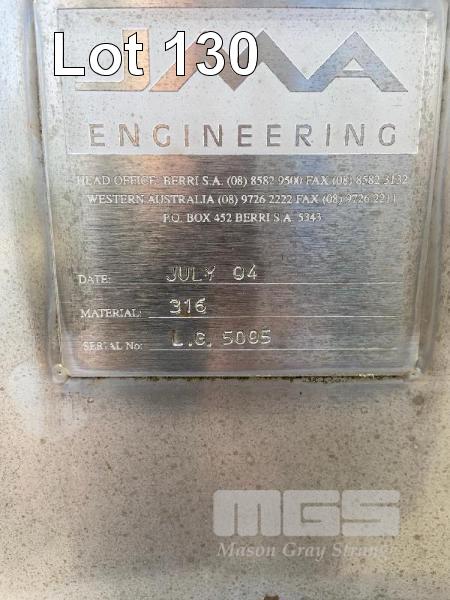 Lot 130
JMA
ENGINEERING
HEAD OFFICE: BERRI S.A. (08) 8582 9500 FAX (08) 8582 3132
WESTERN AUSTRALIA (08) 9726 2222 FAX (08) 9726 2211
P.O. BOX 452 BERRI S.A. 5343
DATE: JULY 04
MATERIAL: 316
SERIAL No:
MGS
Mason Gray Strange